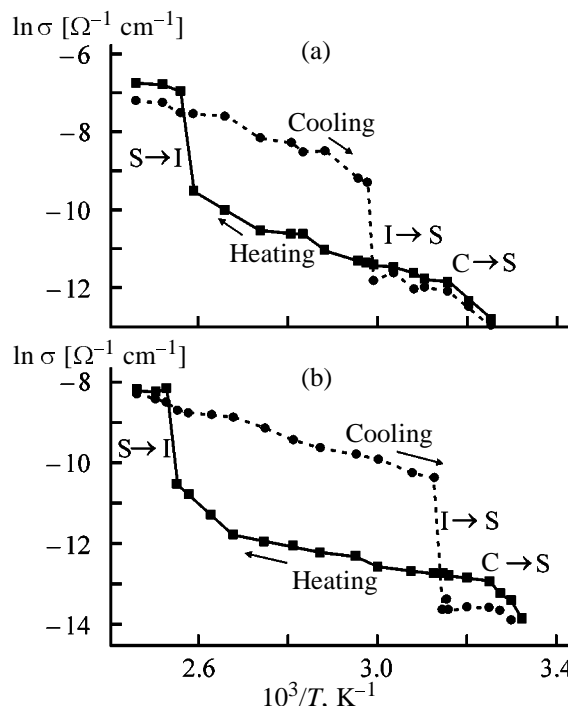 ln σ [Ω⁻¹ cm⁻¹]
(a)
−6
Cooling
−8
S→I
−10
I→S
Heating
C→S
−12
ln σ [Ω⁻¹ cm⁻¹]
(b)
−8
Cooling
S→I
−10
I→S
−12
C→S
Heating
−14
2.6 3.0 3.4
10³/T, K⁻¹